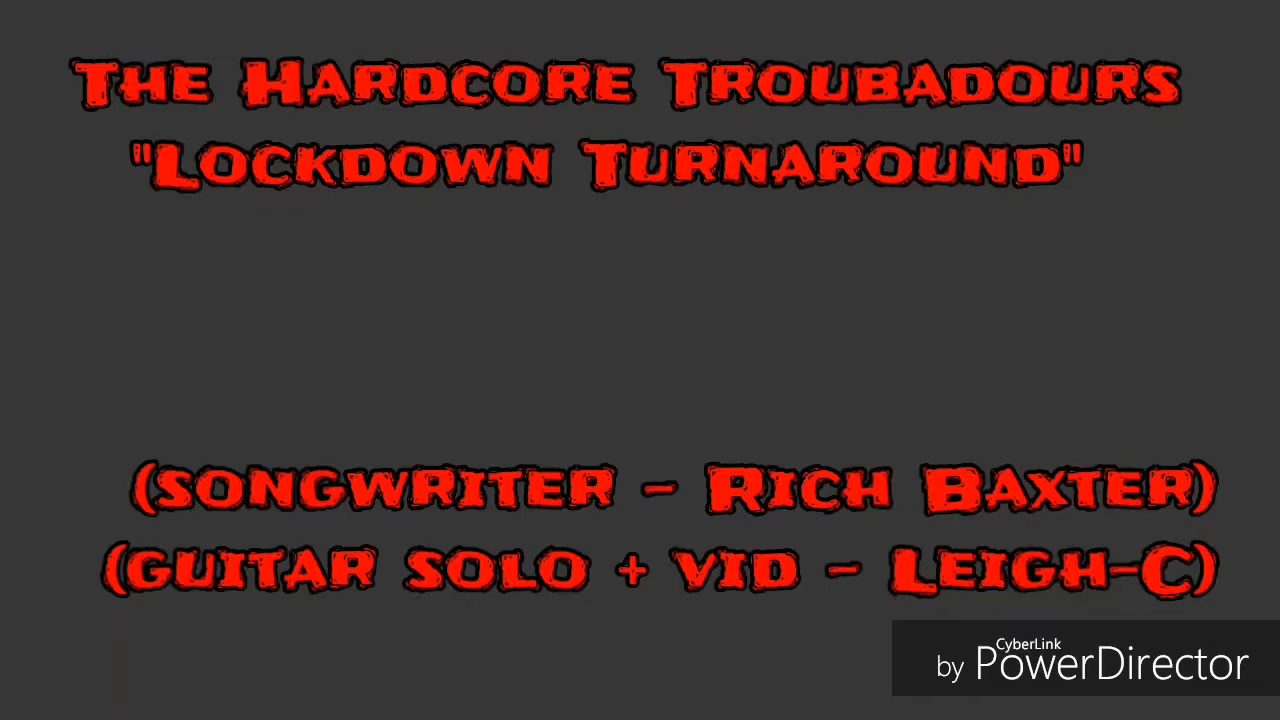 The Hardcore Troubadours
"Lockdown Turnaround"
(songwriter - Rich Baxter)
(guitar solo + vid - Leigh-C)
CyberLink
by PowerDirector